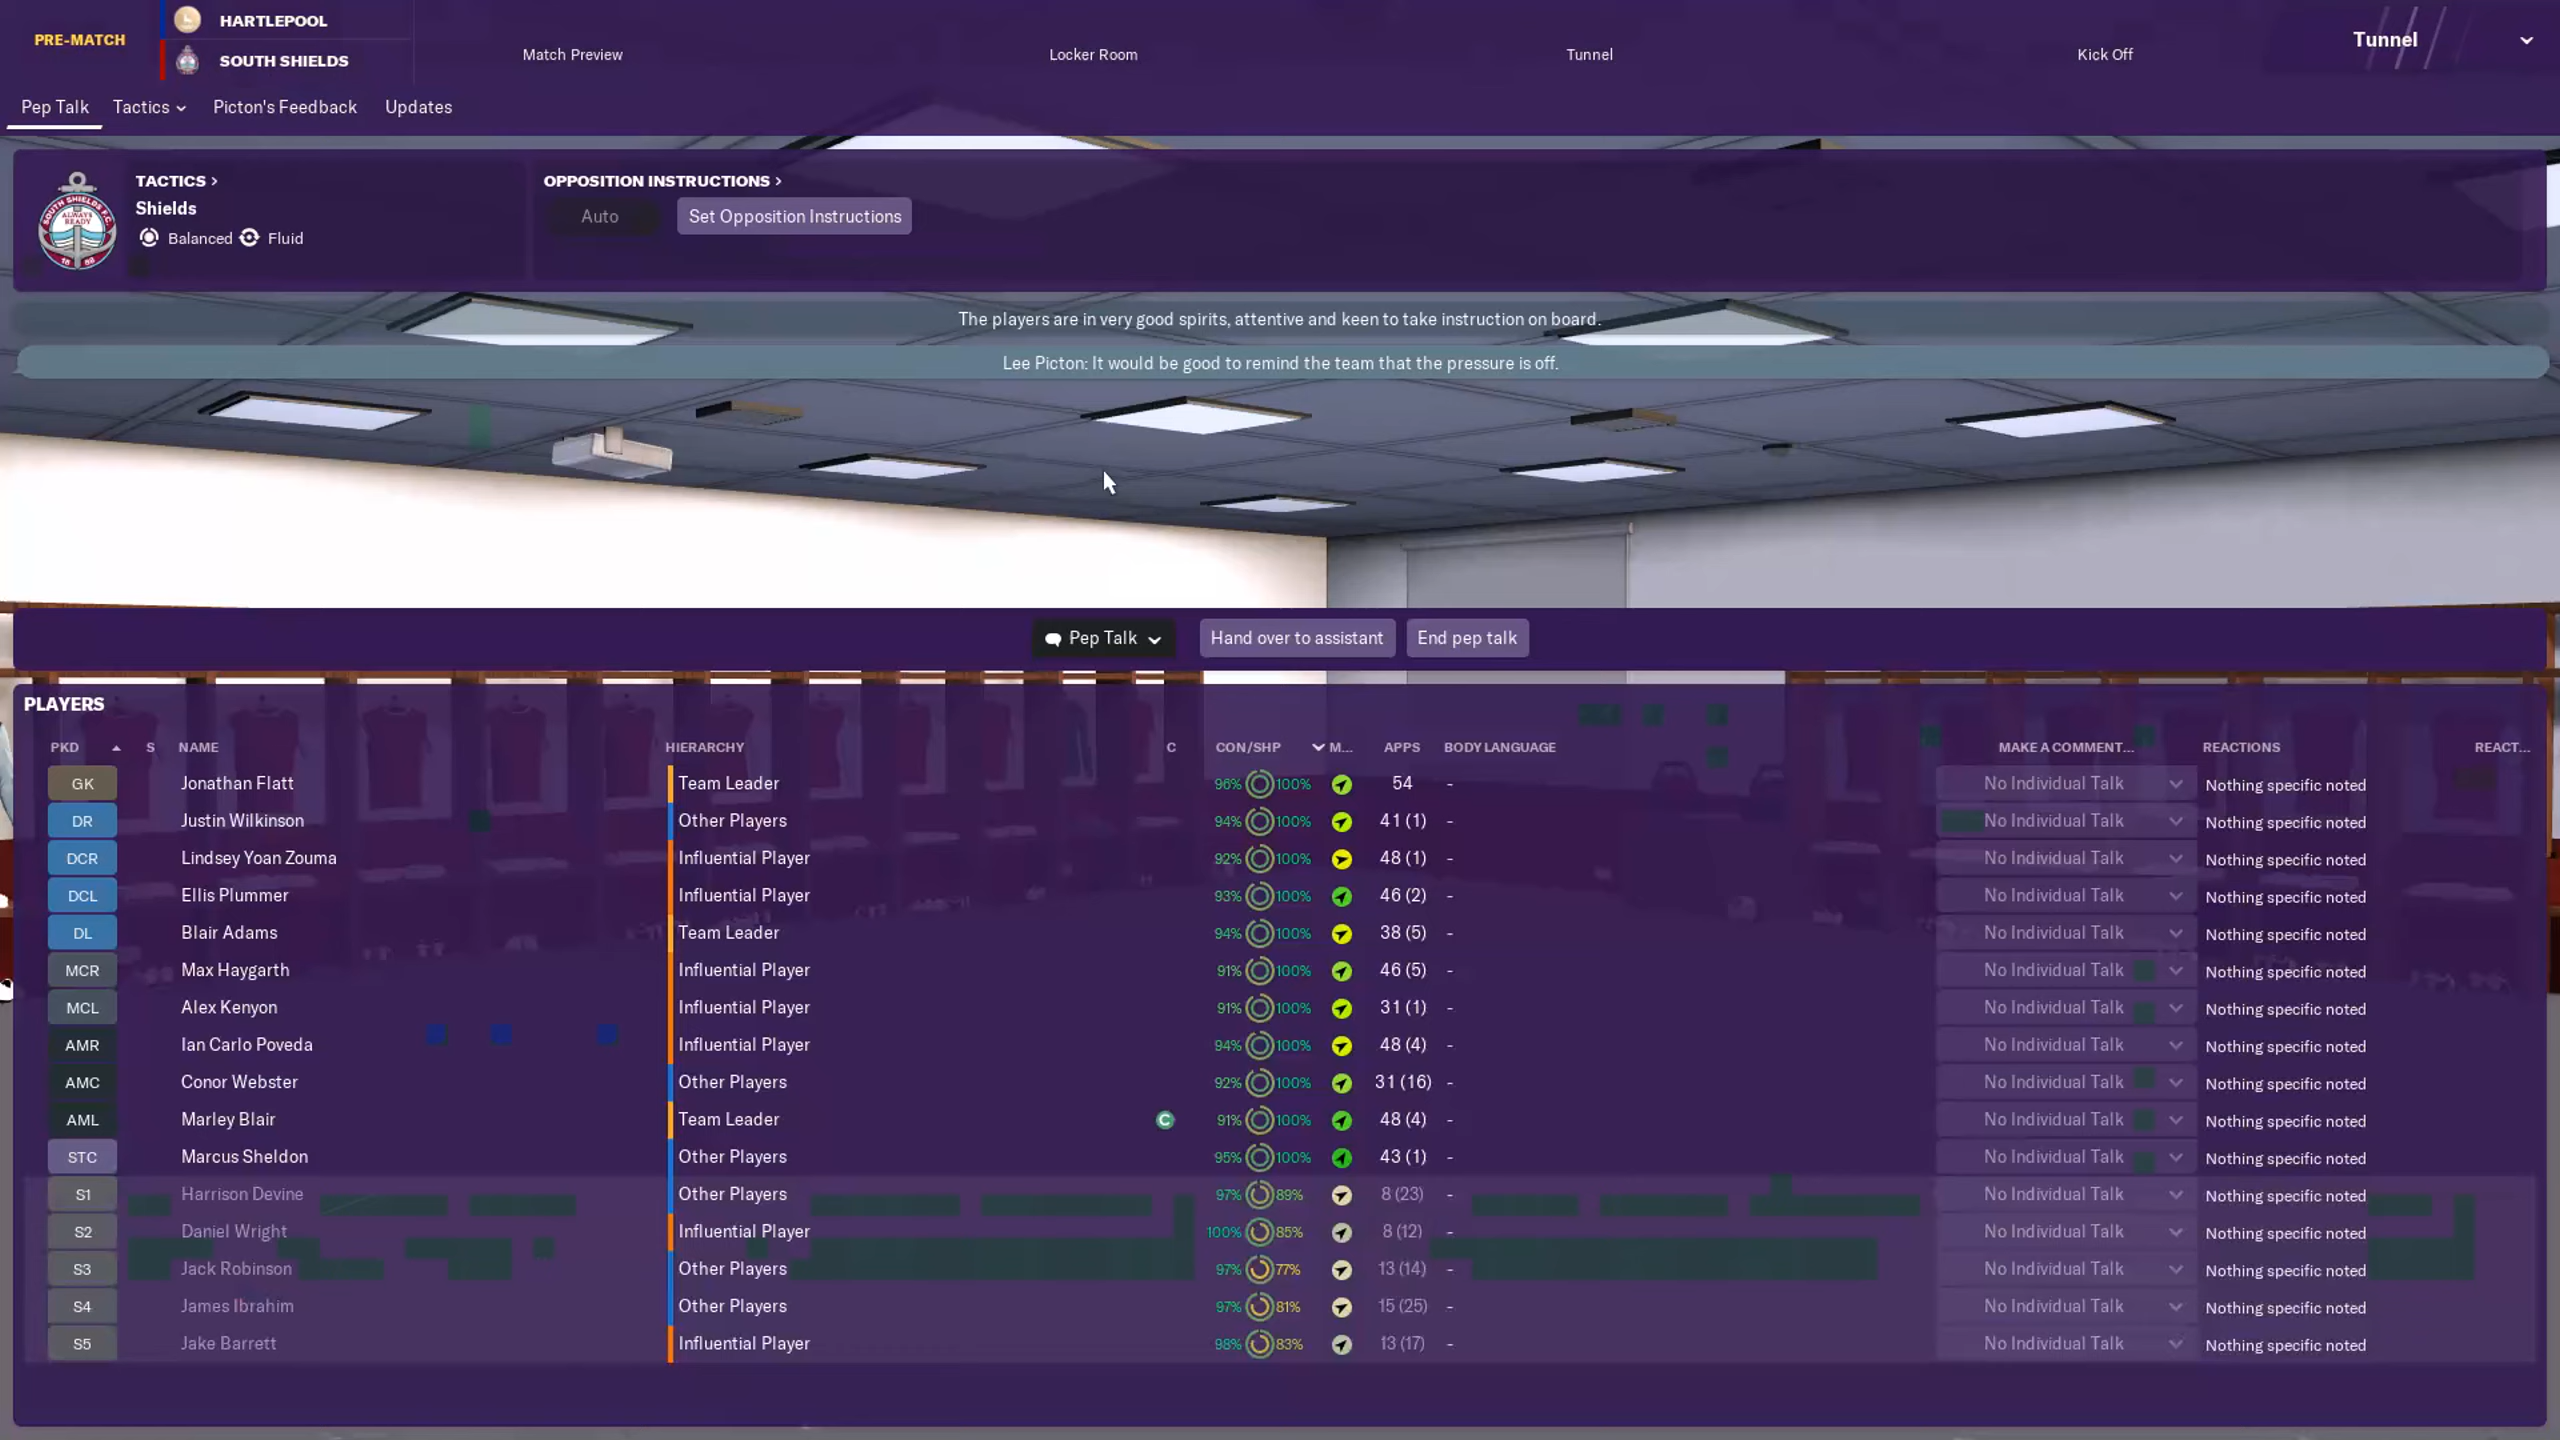 PRE-MATCH
HARTLEPOOL
SOUTH SHIELDS
Match Preview
Locker Room
Tunnel
Kick Off
Tunnel
Pep Talk
Tactics
Picton's Feedback
Updates
SOUTH SHIELDS F.C.
ALWAYS READY
TACTICS >
Shields
Balanced Fluid
OPPOSITION INSTRUCTIONS >
Auto
Set Opposition Instructions
The players are in very good spirits, attentive and keen to take instruction on board.
Lee Picton: It would be good to remind the team that the pressure is off.
Pep Talk
Hand over to assistant
End pep talk
PLAYERS
PKD S NAME HIERARCHY C CON/SHP M... APPS BODY LANGUAGE MAKE A COMMENT... REACTIONS REACT...
GK Jonathan Flatt Team Leader 96% 100% 54 - No Individual Talk Nothing specific noted
DR Justin Wilkinson Other Players 94% 100% 41 (1) - No Individual Talk Nothing specific noted
DCR Lindsey Yoan Zouma Influential Player 92% 100% 48 (1) - No Individual Talk Nothing specific noted
DCL Ellis Plummer Influential Player 93% 100% 46 (2) - No Individual Talk Nothing specific noted
DL Blair Adams Team Leader 94% 100% 38 (5) - No Individual Talk Nothing specific noted
MCR Max Haygarth Influential Player 91% 100% 46 (5) - No Individual Talk Nothing specific noted
MCL Alex Kenyon Influential Player 91% 100% 31 (1) - No Individual Talk Nothing specific noted
AMR Ian Carlo Poveda Influential Player 94% 100% 48 (4) - No Individual Talk Nothing specific noted
AMC Conor Webster Other Players 92% 100% 31 (16) - No Individual Talk Nothing specific noted
AML Marley Blair Team Leader C 91% 100% 48 (4) - No Individual Talk Nothing specific noted
STC Marcus Sheldon Other Players 95% 100% 43 (1) - No Individual Talk Nothing specific noted
S1 Harrison Devine Other Players 97% 89% 8 (23) - No Individual Talk Nothing specific noted
S2 Daniel Wright Influential Player 100% 85% 8 (12) - No Individual Talk Nothing specific noted
S3 Jack Robinson Other Players 97% 77% 13 (14) - No Individual Talk Nothing specific noted
S4 James Ibrahim Other Players 97% 81% 15 (25) - No Individual Talk Nothing specific noted
S5 Jake Barrett Influential Player 98% 83% 13 (17) - No Individual Talk Nothing specific noted